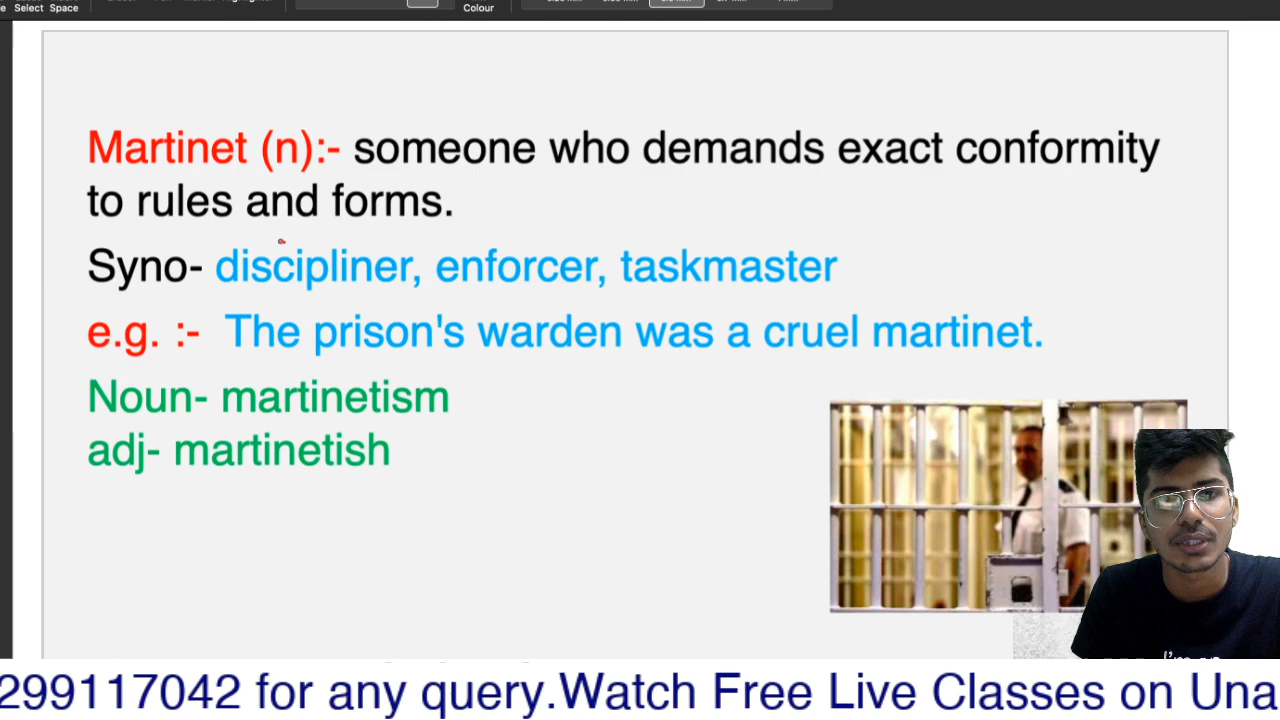 Select Space
Colour
Martinet (n):- someone who demands exact conformity
to rules and forms.
Syno- discipliner, enforcer, taskmaster
e.g. :- The prison's warden was a cruel martinet.
Noun- martinetism
adj- martinetish
299117042 for any query.Watch Free Live Classes on Una